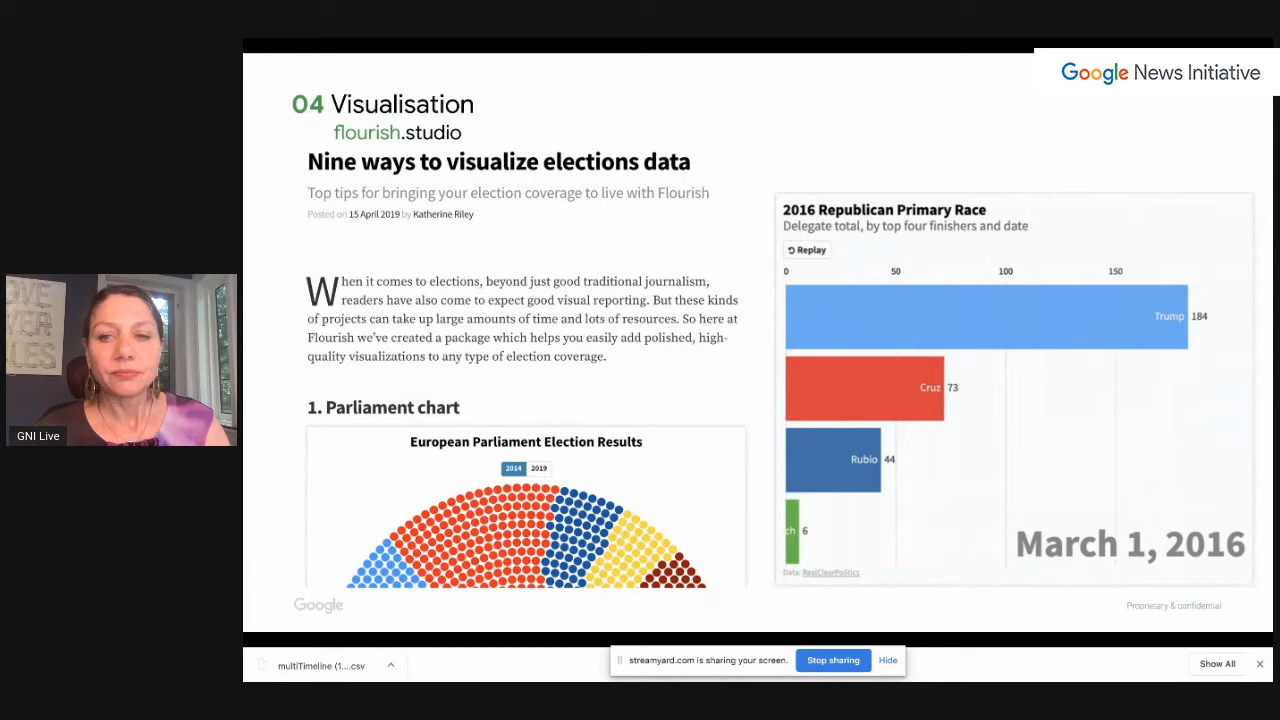 Google News Initiative
04 Visualisation
flourish.studio
Nine ways to visualize elections data
Top tips for bringing your election coverage to live with Flourish
Posted on 15 April 2019 by Katherine Riley
When it comes to elections, beyond just good traditional journalism,
readers have also come to expect good visual reporting. But these kinds
of projects can take up large amounts of time and lots of resources. So here at
Flourish we've created a package which helps you easily add polished, high-
quality visualizations to any type of election coverage.
1. Parliament chart
European Parliament Election Results
2014 2019
2016 Republican Primary Race
Delegate total, by top four finishers and date
Replay
0 50 100 150
Trump 184
Cruz 73
Rubio 44
ch 6
March 1, 2016
Data: RealClearPolitics
Google
Proprietary & confidential
GNI Live
multiTimeline (1....csv
streamyard.com is sharing your screen.
Stop sharing
Hide
Show All